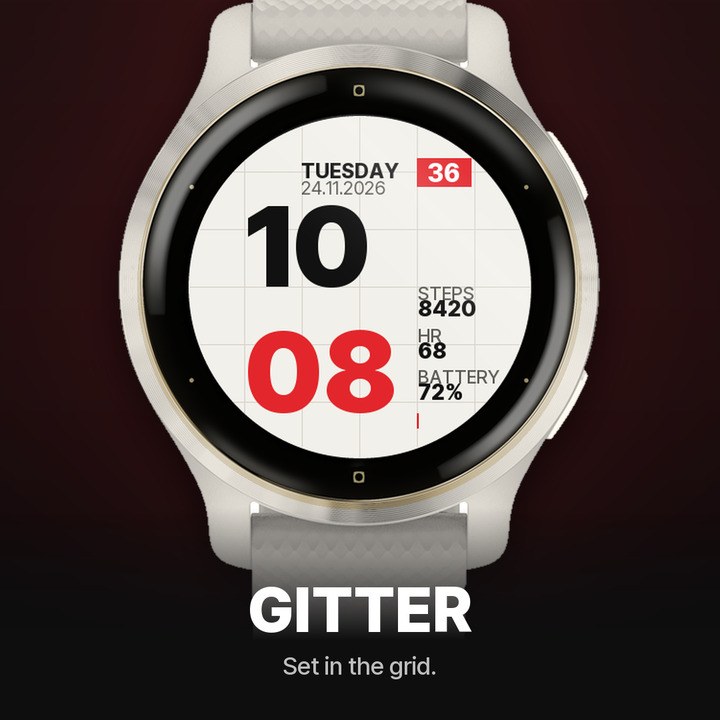 TUESDAY 36
24.11.2026
10
STEPS
8420
08
HR
68
BATTERY
72%
GITTER
Set in the grid.